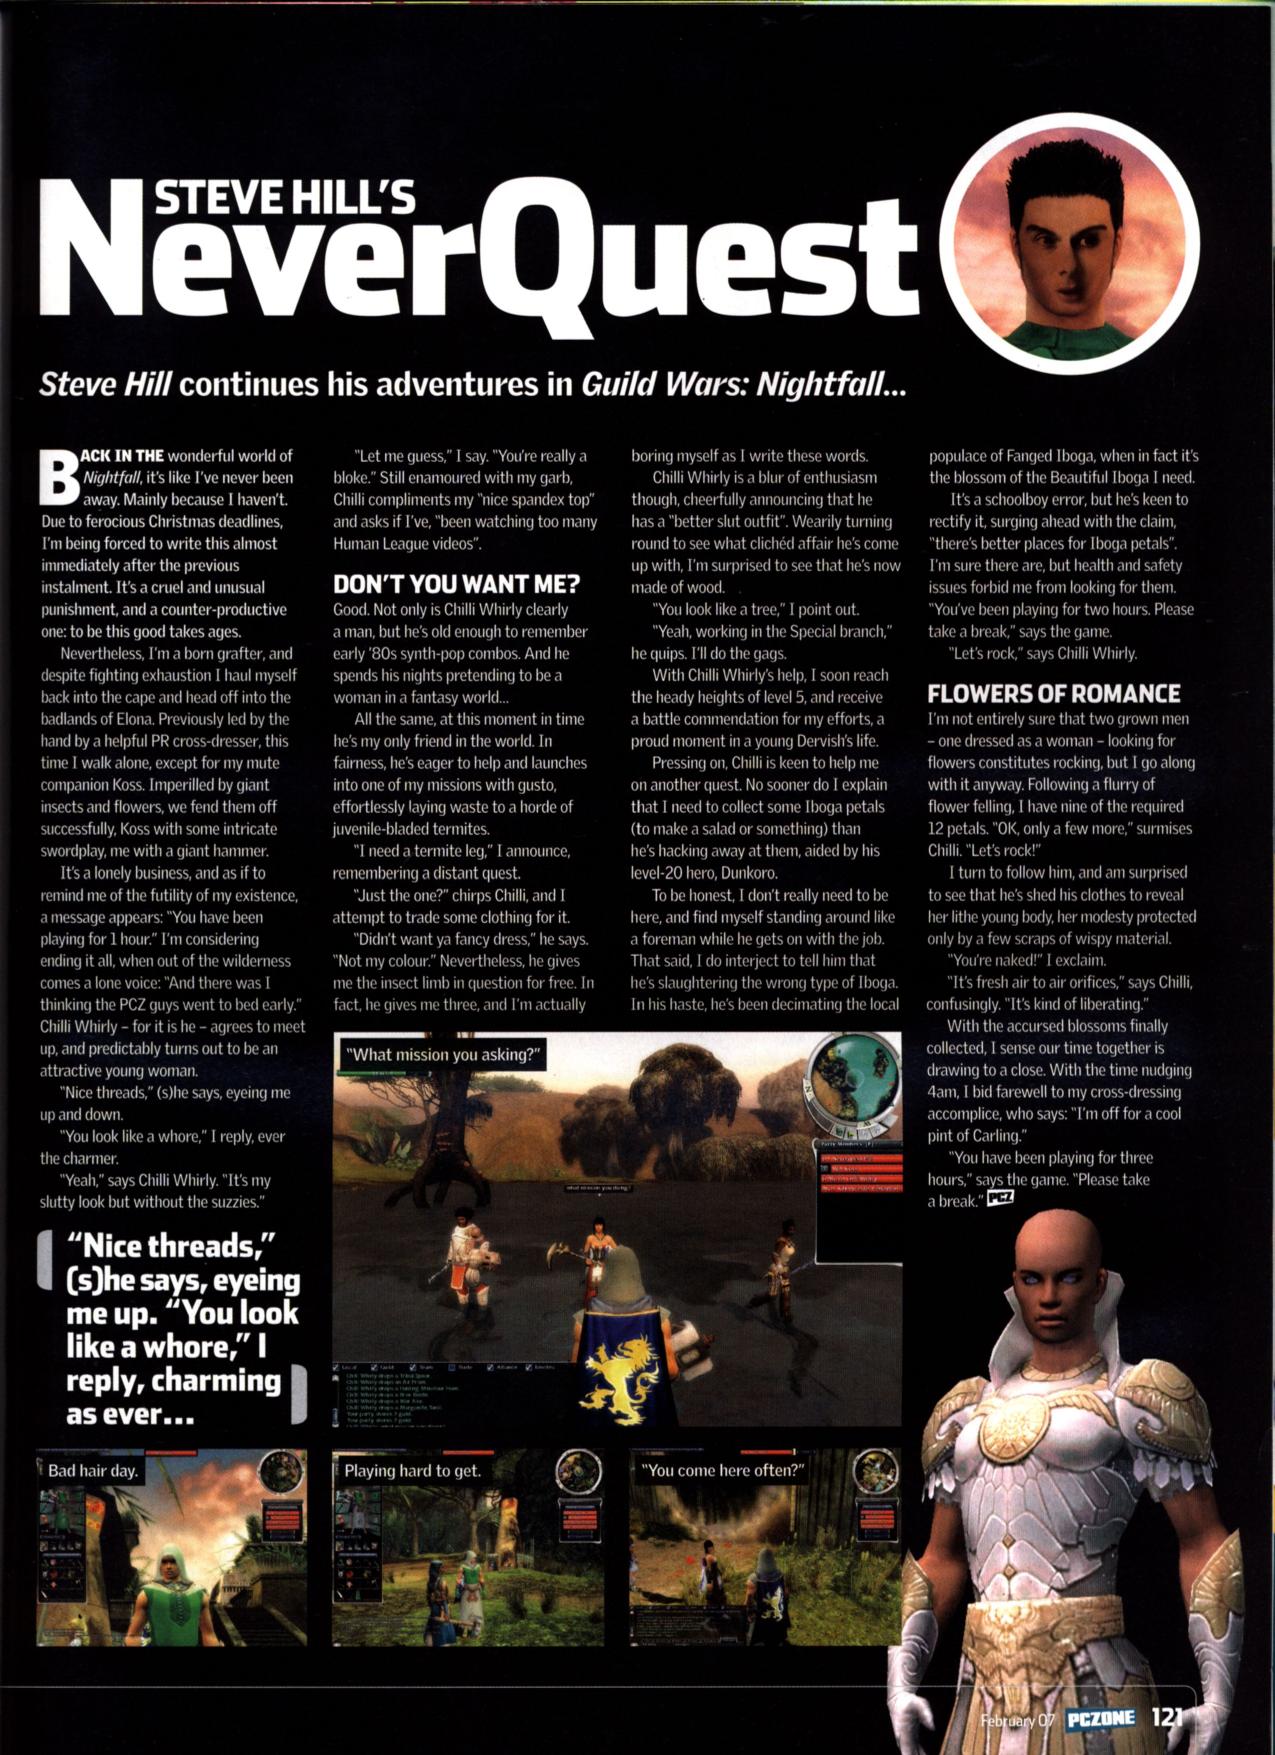 STEVE HILL'S
NeverQuest
Steve Hill continues his adventures in Guild Wars: Nightfall...
BACK IN THE wonderful world of
Nightfall, it's like I've never been
away. Mainly because I haven't.
Due to ferocious Christmas deadlines,
I'm being forced to write this almost
immediately after the previous
instalment. It's a cruel and unusual
punishment, and a counter-productive
one: to be this good takes ages.
Nevertheless, I'm a born grafter, and
despite fighting exhaustion I haul myself
back into the cape and head off into the
badlands of Elona. Previously led by the
hand by a helpful PR cross-dresser, this
time I walk alone, except for my mute
companion Koss. Imperilled by giant
insects and flowers, we fend them off
successfully, Koss with some intricate
swordplay, me with a giant hammer.
It's a lonely business, and as if to
remind me of the futility of my existence,
a message appears: "You have been
playing for 1 hour." I'm considering
ending it all, when out of the wilderness
comes a lone voice: "And there was I
thinking the PCZ guys went to bed early."
Chilli Whirly – for it is he – agrees to meet
up, and predictably turns out to be an
attractive young woman.
"Nice threads," (s)he says, eyeing me
up and down.
"You look like a whore," I reply, ever
the charmer.
"Yeah," says Chilli Whirly. "It's my
slutty look but without the suzzies."
"Nice threads,"
(s)he says, eyeing
me up. "You look
like a whore," I
reply, charming
as ever...
"Let me guess," I say. "You're really a
bloke." Still enamoured with my garb,
Chilli compliments my "nice spandex top"
and asks if I've, "been watching too many
Human League videos".
DON'T YOU WANT ME?
Good. Not only is Chilli Whirly clearly
a man, but he's old enough to remember
early '80s synth-pop combos. And he
spends his nights pretending to be a
woman in a fantasy world...
All the same, at this moment in time
he's my only friend in the world. In
fairness, he's eager to help and launches
into one of my missions with gusto,
effortlessly laying waste to a horde of
juvenile-bladed termites.
"I need a termite leg," I announce,
remembering a distant quest.
"Just the one?" chirps Chilli, and I
attempt to trade some clothing for it.
"Didn't want ya fancy dress," he says.
"Not my colour." Nevertheless, he gives
me the insect limb in question for free. In
fact, he gives me three, and I'm actually
boring myself as I write these words.
Chilli Whirly is a blur of enthusiasm
though, cheerfully announcing that he
has a "better slut outfit". Wearily turning
round to see what clichéd affair he's come
up with, I'm surprised to see that he's now
made of wood.
"You look like a tree," I point out.
"Yeah, working in the Special branch,"
he quips. I'll do the gags.
With Chilli Whirly's help, I soon reach
the heady heights of level 5, and receive
a battle commendation for my efforts, a
proud moment in a young Dervish's life.
Pressing on, Chilli is keen to help me
on another quest. No sooner do I explain
that I need to collect some Iboga petals
(to make a salad or something) than
he's hacking away at them, aided by his
level-20 hero, Dunkoro.
To be honest, I don't really need to be
here, and find myself standing around like
a foreman while he gets on with the job.
That said, I do interject to tell him that
he's slaughtering the wrong type of Iboga.
In his haste, he's been decimating the local
populace of Fanged Iboga, when in fact it's
the blossom of the Beautiful Iboga I need.
It's a schoolboy error, but he's keen to
rectify it, surging ahead with the claim,
"there's better places for Iboga petals".
I'm sure there are, but health and safety
issues forbid me from looking for them.
"You've been playing for two hours. Please
take a break," says the game.
"Let's rock," says Chilli Whirly.
FLOWERS OF ROMANCE
I'm not entirely sure that two grown men
– one dressed as a woman – looking for
flowers constitutes rocking, but I go along
with it anyway. Following a flurry of
flower felling, I have nine of the required
12 petals. "OK, only a few more," surmises
Chilli. "Let's rock!"
I turn to follow him, and am surprised
to see that he's shed his clothes to reveal
her lithe young body, her modesty protected
only by a few scraps of wispy material.
"You're naked!" I exclaim.
"It's fresh air to air orifices," says Chilli,
confusingly. "It's kind of liberating."
With the accursed blossoms finally
collected, I sense our time together is
drawing to a close. With the time nudging
4am, I bid farewell to my cross-dressing
accomplice, who says: "I'm off for a cool
pint of Carling."
"You have been playing for three
hours," says the game. "Please take
a break." PCZ
"What mission you asking?"
Bad hair day.
Playing hard to get.
"You come here often?"
February 07 PCZONE 121